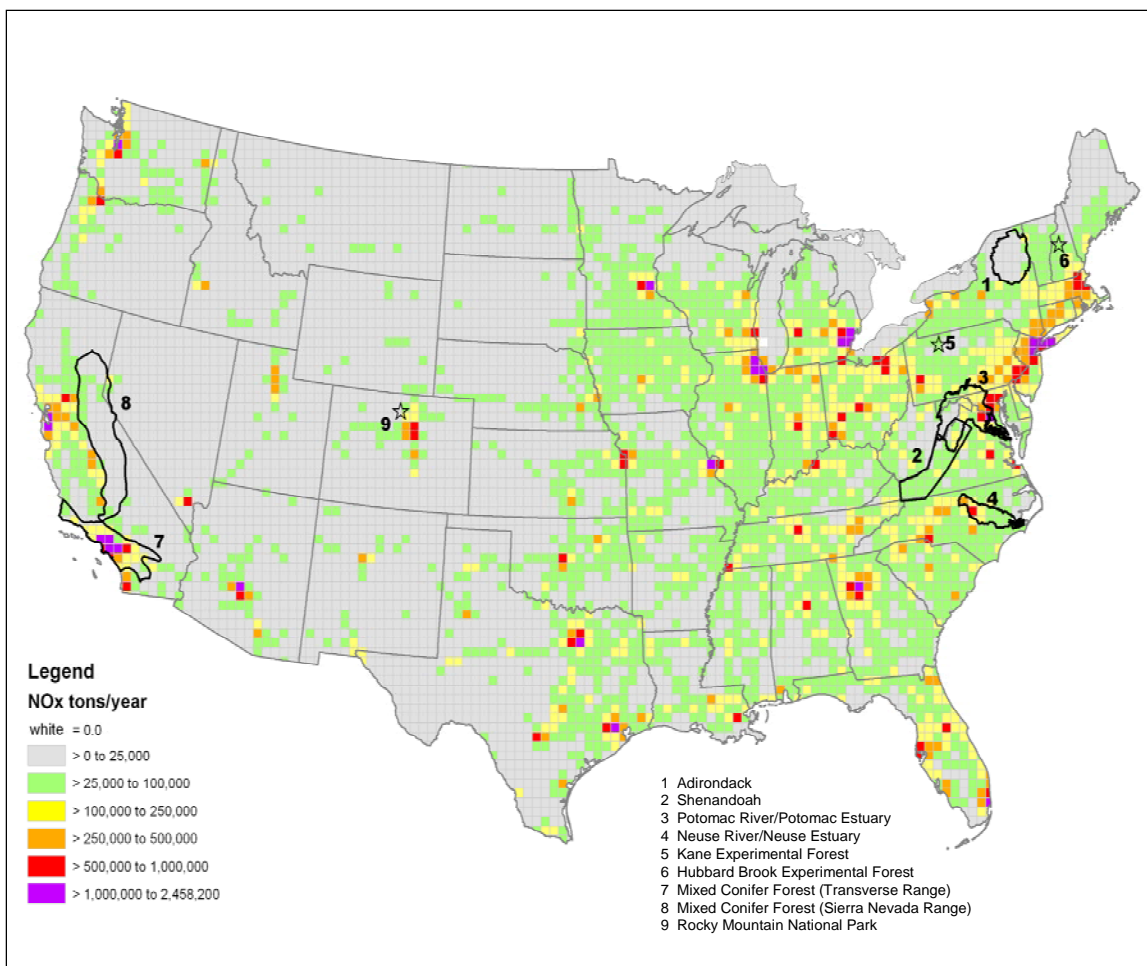 1
6
5
3
8
9
2
4
7
Legend
NOx tons/year
white = 0.0
> 0 to 25,000
> 25,000 to 100,000
> 100,000 to 250,000
> 250,000 to 500,000
> 500,000 to 1,000,000
> 1,000,000 to 2,458,200
1 Adirondack
2 Shenandoah
3 Potomac River/Potomac Estuary
4 Neuse River/Neuse Estuary
5 Kane Experimental Forest
6 Hubbard Brook Experimental Forest
7 Mixed Conifer Forest (Transverse Range)
8 Mixed Conifer Forest (Sierra Nevada Range)
9 Rocky Mountain National Park